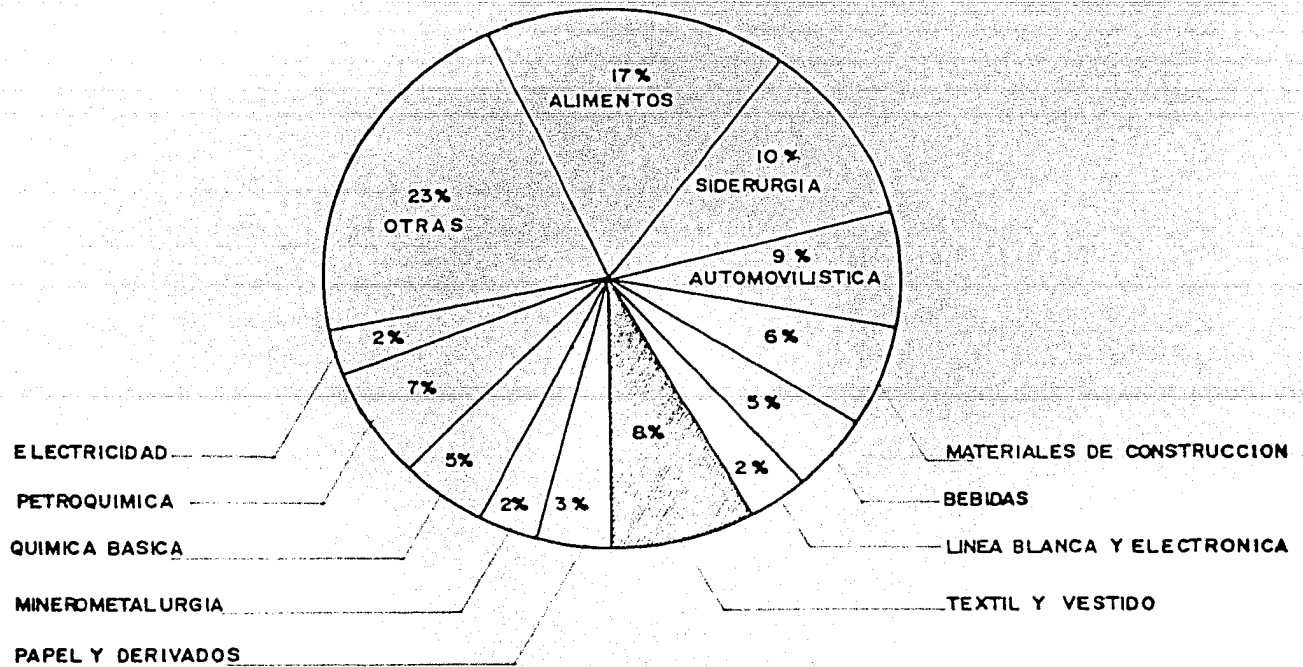 17%
ALIMENTOS
10 %
SIDERURGIA
23%
OTRAS
9 %
AUTOMOVILISTICA
6%
2%
7%
5%
8%
5%
2%
2%
3%
ELECTRICIDAD
PETROQUIMICA
QUIMICA BASICA
MINEROMETALURGIA
PAPEL Y DERIVADOS
MATERIALES DE CONSTRUCCION
BEBIDAS
LINEA BLANCA Y ELECTRONICA
TEXTIL Y VESTIDO